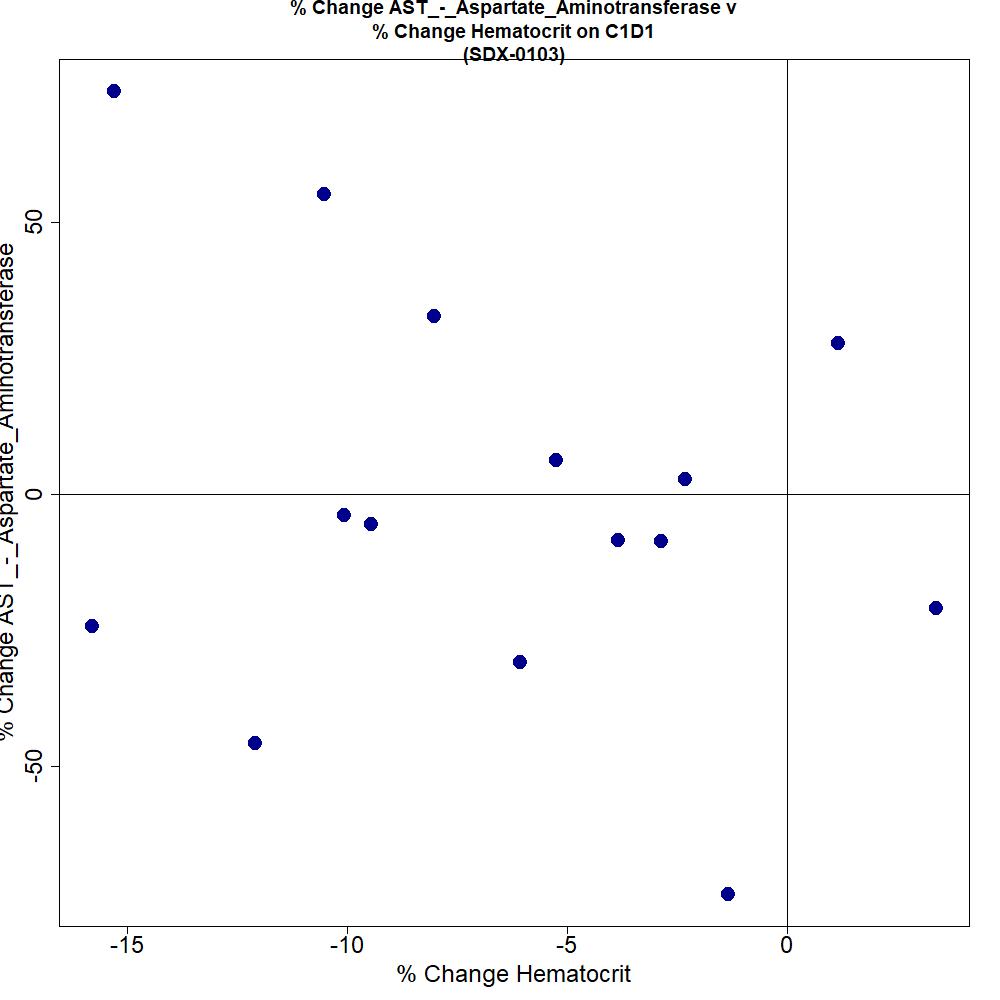 % Change AST_-_Aspartate_Aminotransferase v
% Change Hematocrit on C1D1
(SDX-0103)
% Change AST_-_Aspartate_Aminotransferase
50
0
-50
-15
-10
-5
0
% Change Hematocrit